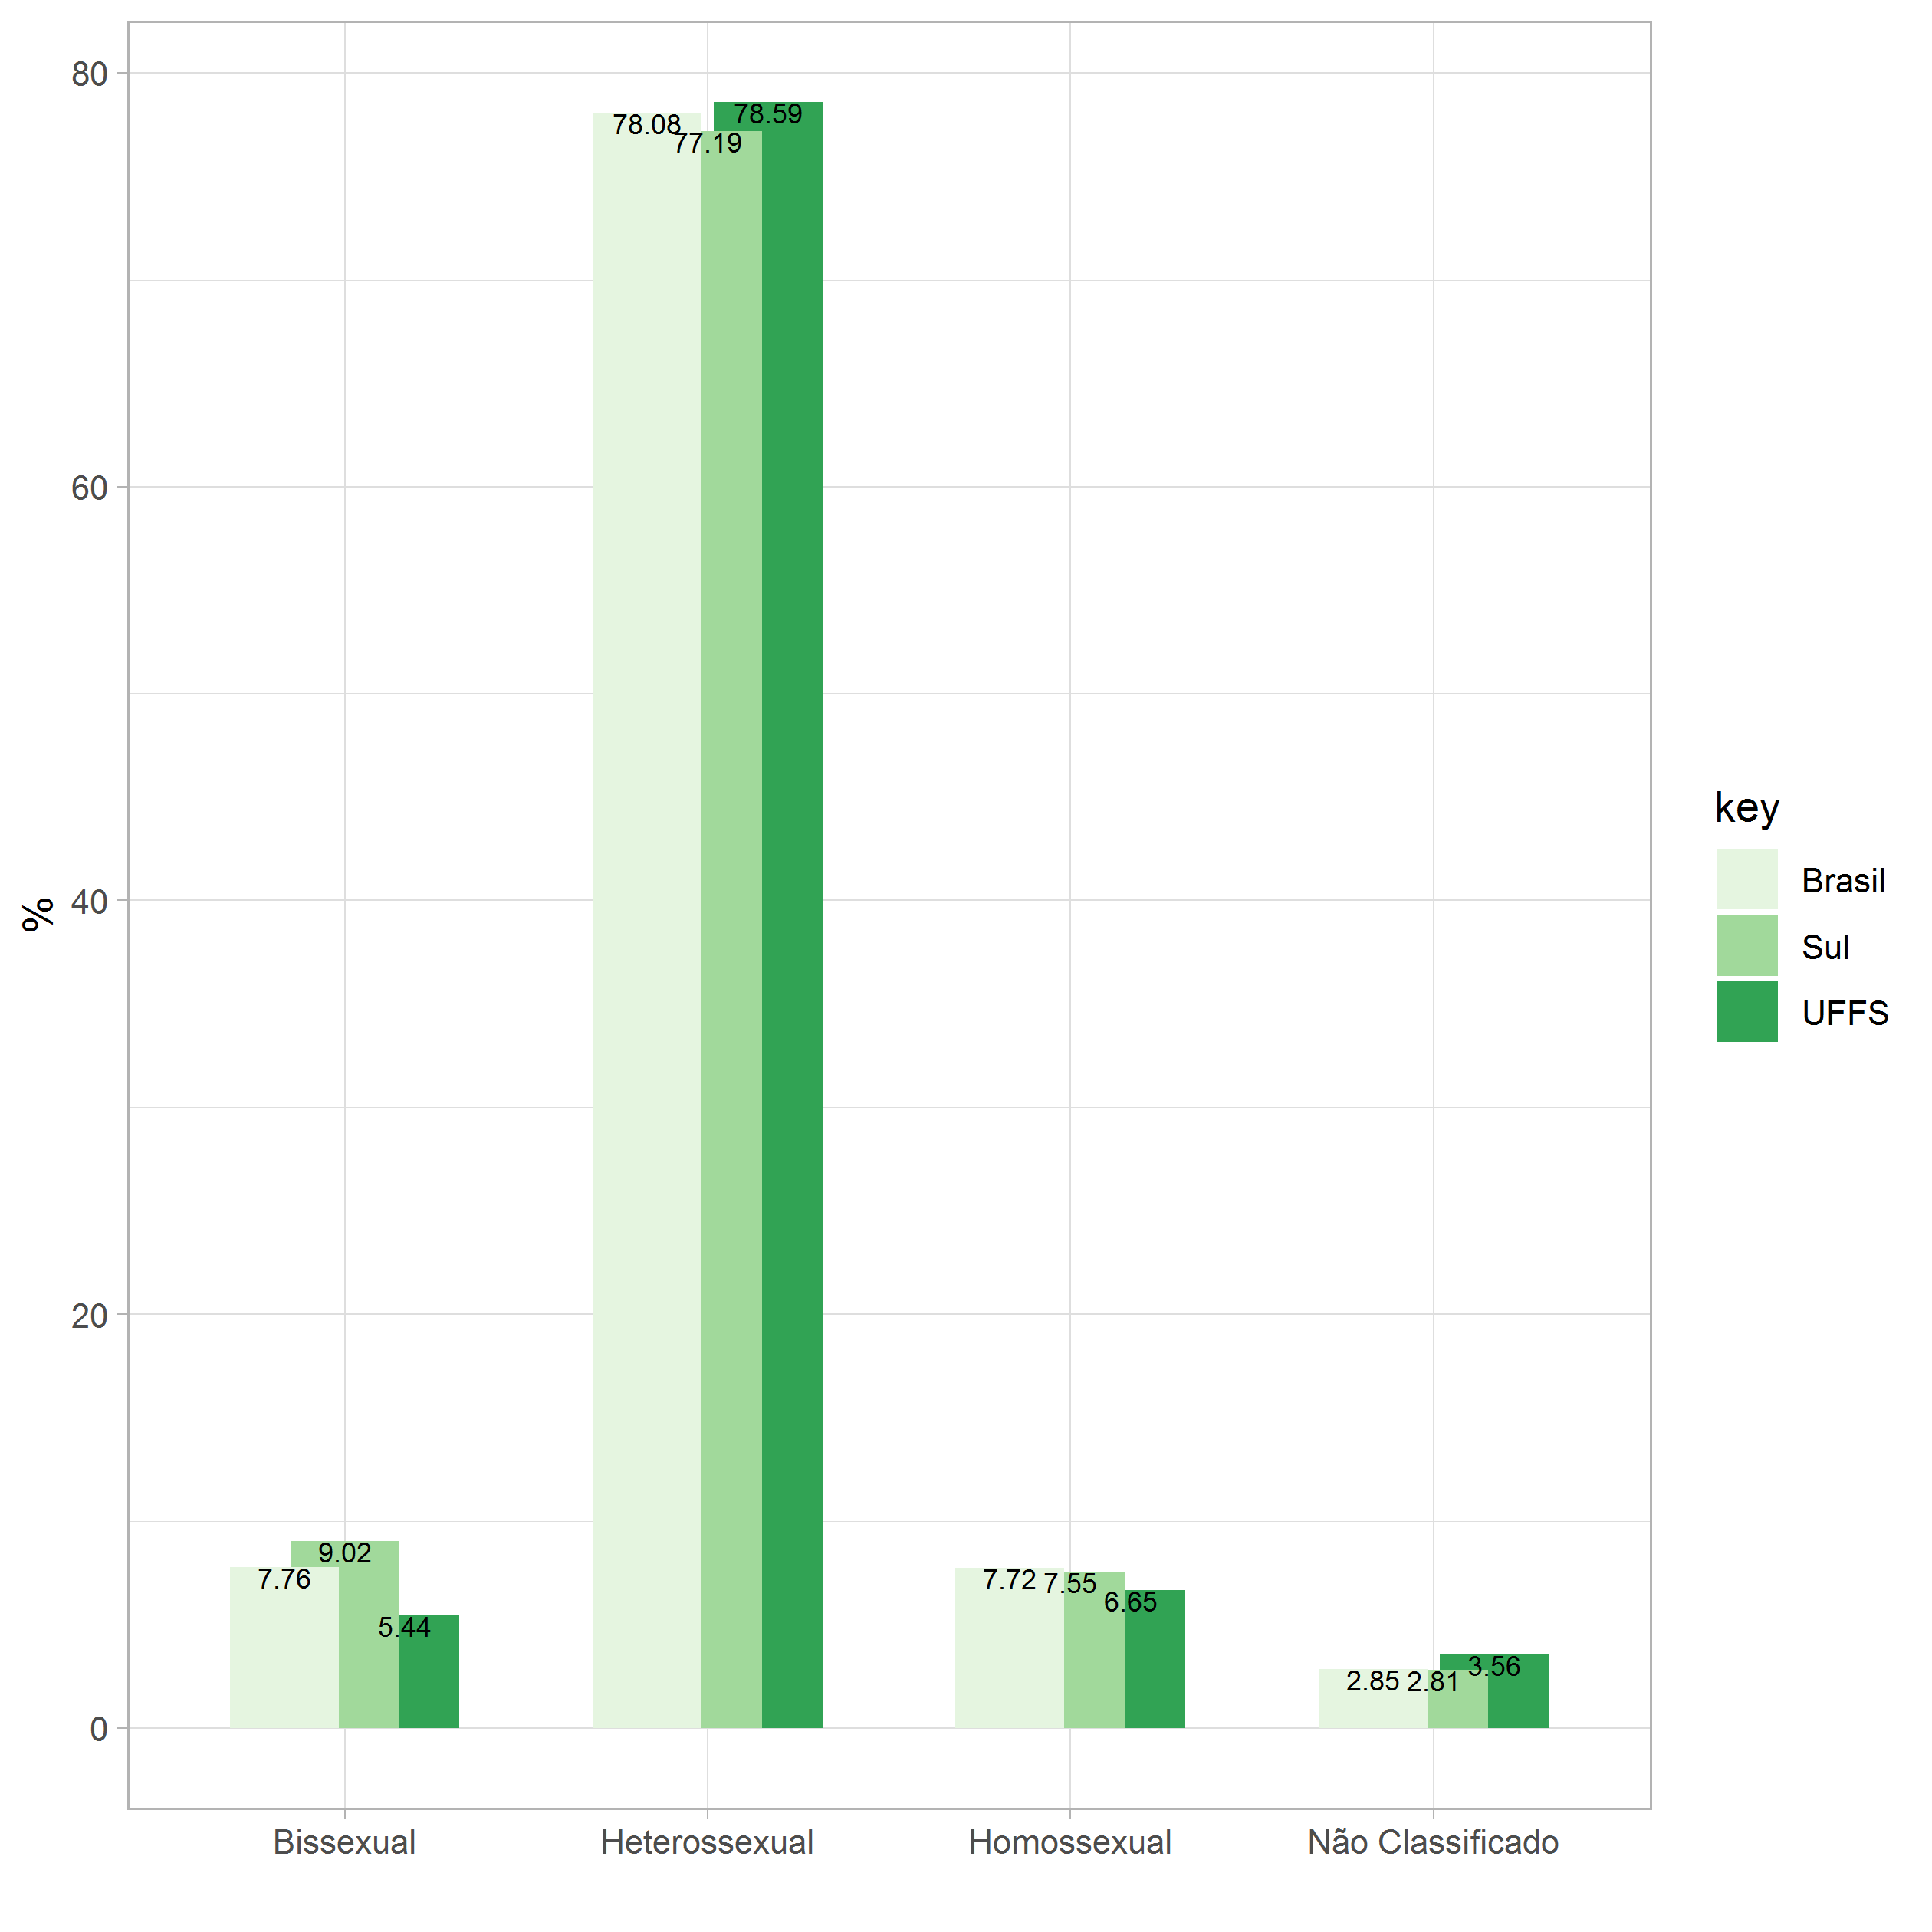 80
60
40
20
0
%
78.08
77.19
78.59
7.76
9.02
5.44
7.72
7.55
6.65
2.85
2.81
3.56
Bissexual
Heterossexual
Homossexual
Não Classificado
key
Brasil
Sul
UFFS